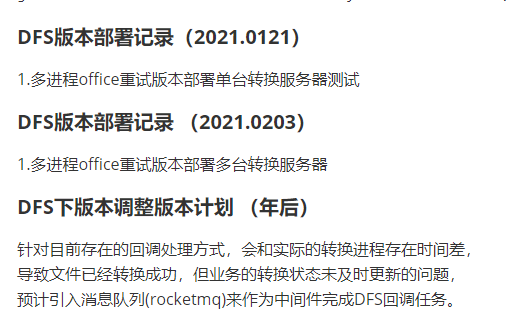 DFS版本部署记录（2021.0121）
1.多进程office重试版本部署单台转换服务器测试
DFS版本部署记录 （2021.0203）
1.多进程office重试版本部署多台转换服务器
DFS下版本调整版本计划 （年后）
针对目前存在的回调处理方式，会和实际的转换进程存在时间差，
导致文件已经转换成功，但业务的转换状态未及时更新的问题，
预计引入消息队列(rocketmq)来作为中间件完成DFS回调任务。